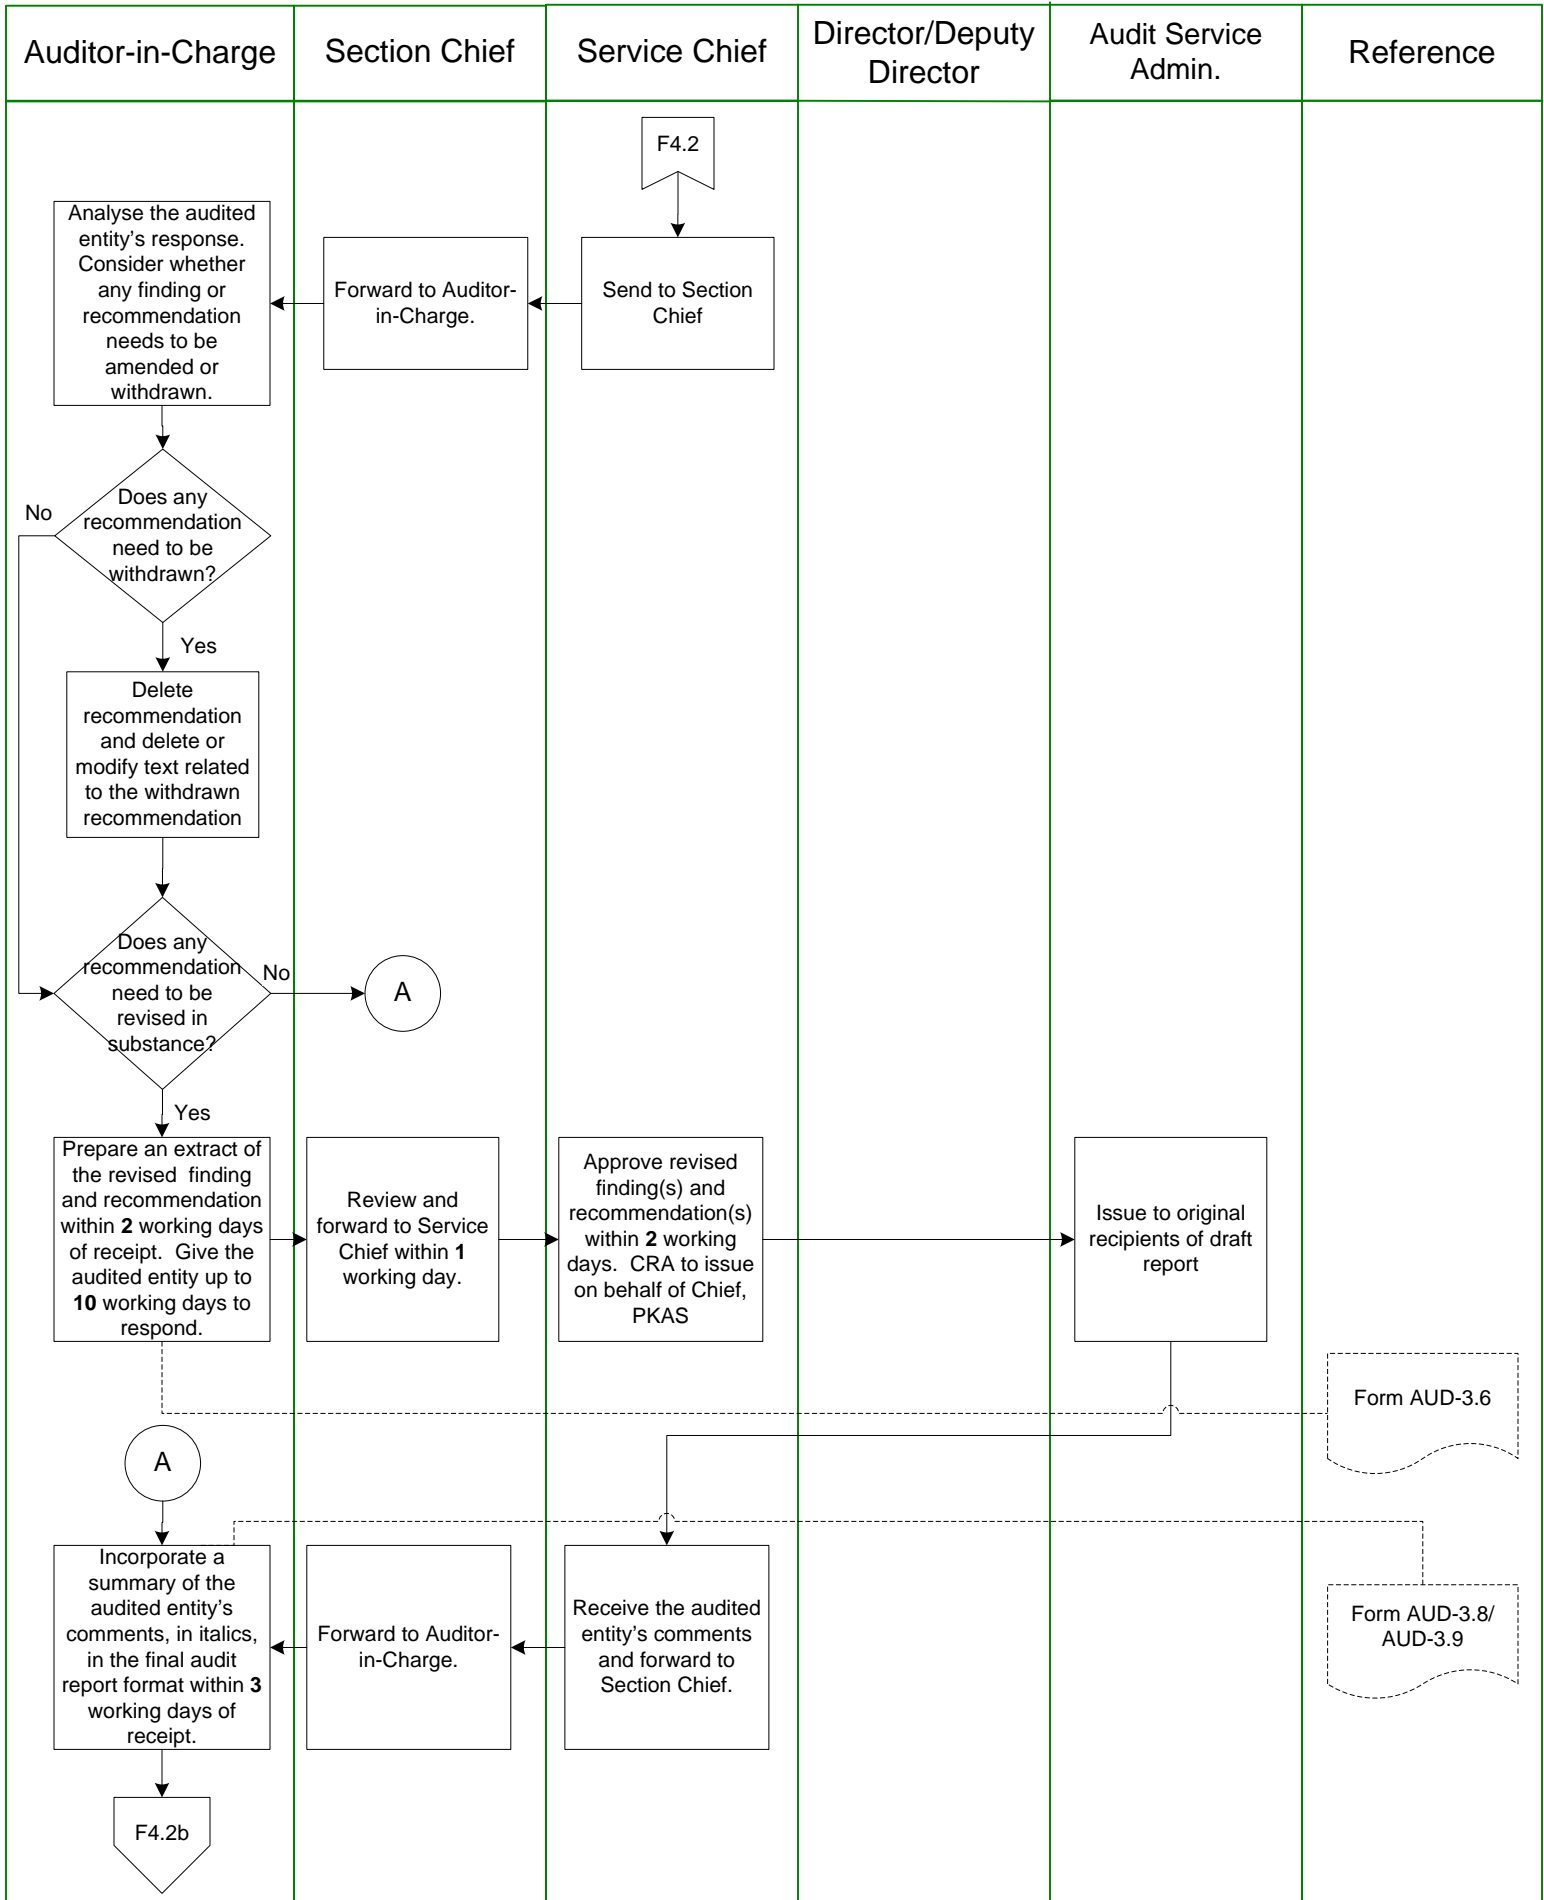 Auditor-in-Charge
Section Chief
Service Chief
Director/Deputy
Director
Audit Service
Admin.
Reference
F4.2
Analyse the audited
entity's response.
Consider whether
any finding or
recommendation
needs to be
amended or
withdrawn.
Forward to Auditor-
in-Charge.
Send to Section
Chief
Does any
recommendation
need to be
withdrawn?
No
Yes
Delete
recommendation
and delete or
modify text related
to the withdrawn
recommendation
Does any
recommendation
need to be
revised in
substance?
No
A
Yes
Prepare an extract of
the revised  finding
and recommendation
within 2 working days
of receipt.  Give the
audited entity up to
10 working days to
respond.
Review and
forward to Service
Chief within 1
working day.
Approve revised
finding(s) and
recommendation(s)
within 2 working
days.  CRA to issue
on behalf of Chief,
PKAS
Issue to original
recipients of draft
report
Form AUD-3.6
A
Incorporate a
summary of the
audited entity's
comments, in italics,
in the final audit
report format within 3
working days of
receipt.
Forward to Auditor-
in-Charge.
Receive the audited
entity's comments
and forward to
Section Chief.
Form AUD-3.8/
AUD-3.9
F4.2b